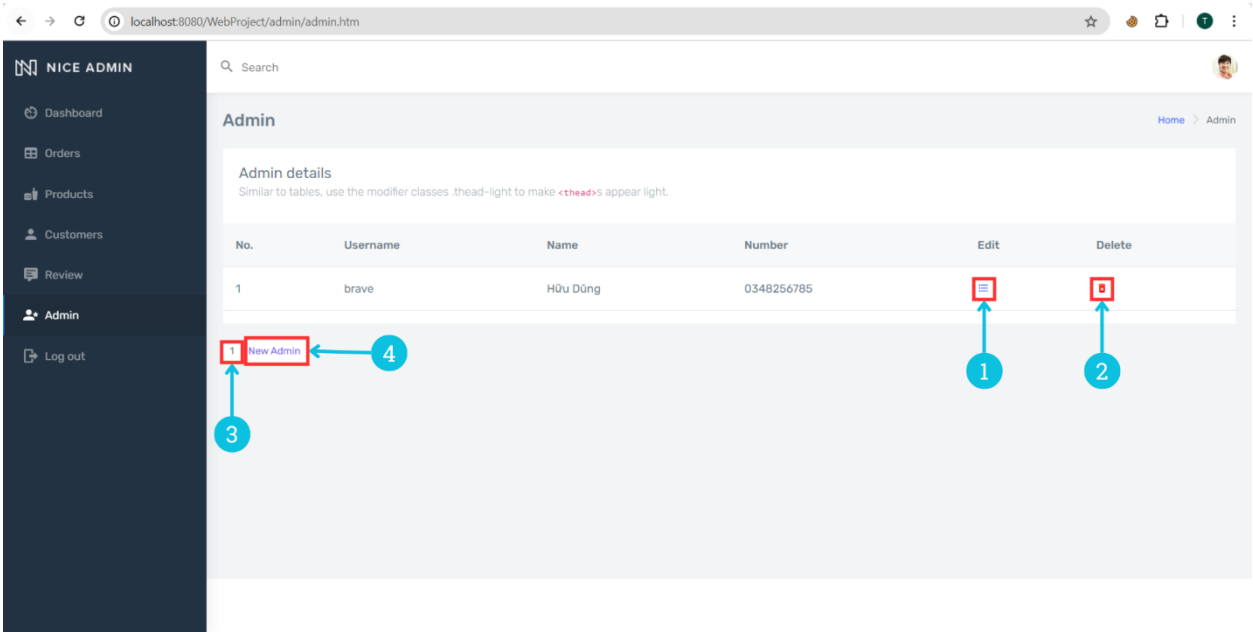 localhost:8080/WebProject/admin/admin.htm
T
NICE ADMIN
Search
Dashboard
Orders
Products
Customers
Review
Admin
Log out
Admin
Home > Admin
Admin details
Similar to tables, use the modifier classes .thead-light to make <thead>s appear light.
No. Username Name Number Edit Delete
1 brave Hữu Dũng 0348256785
1 New Admin
4
1
2
3